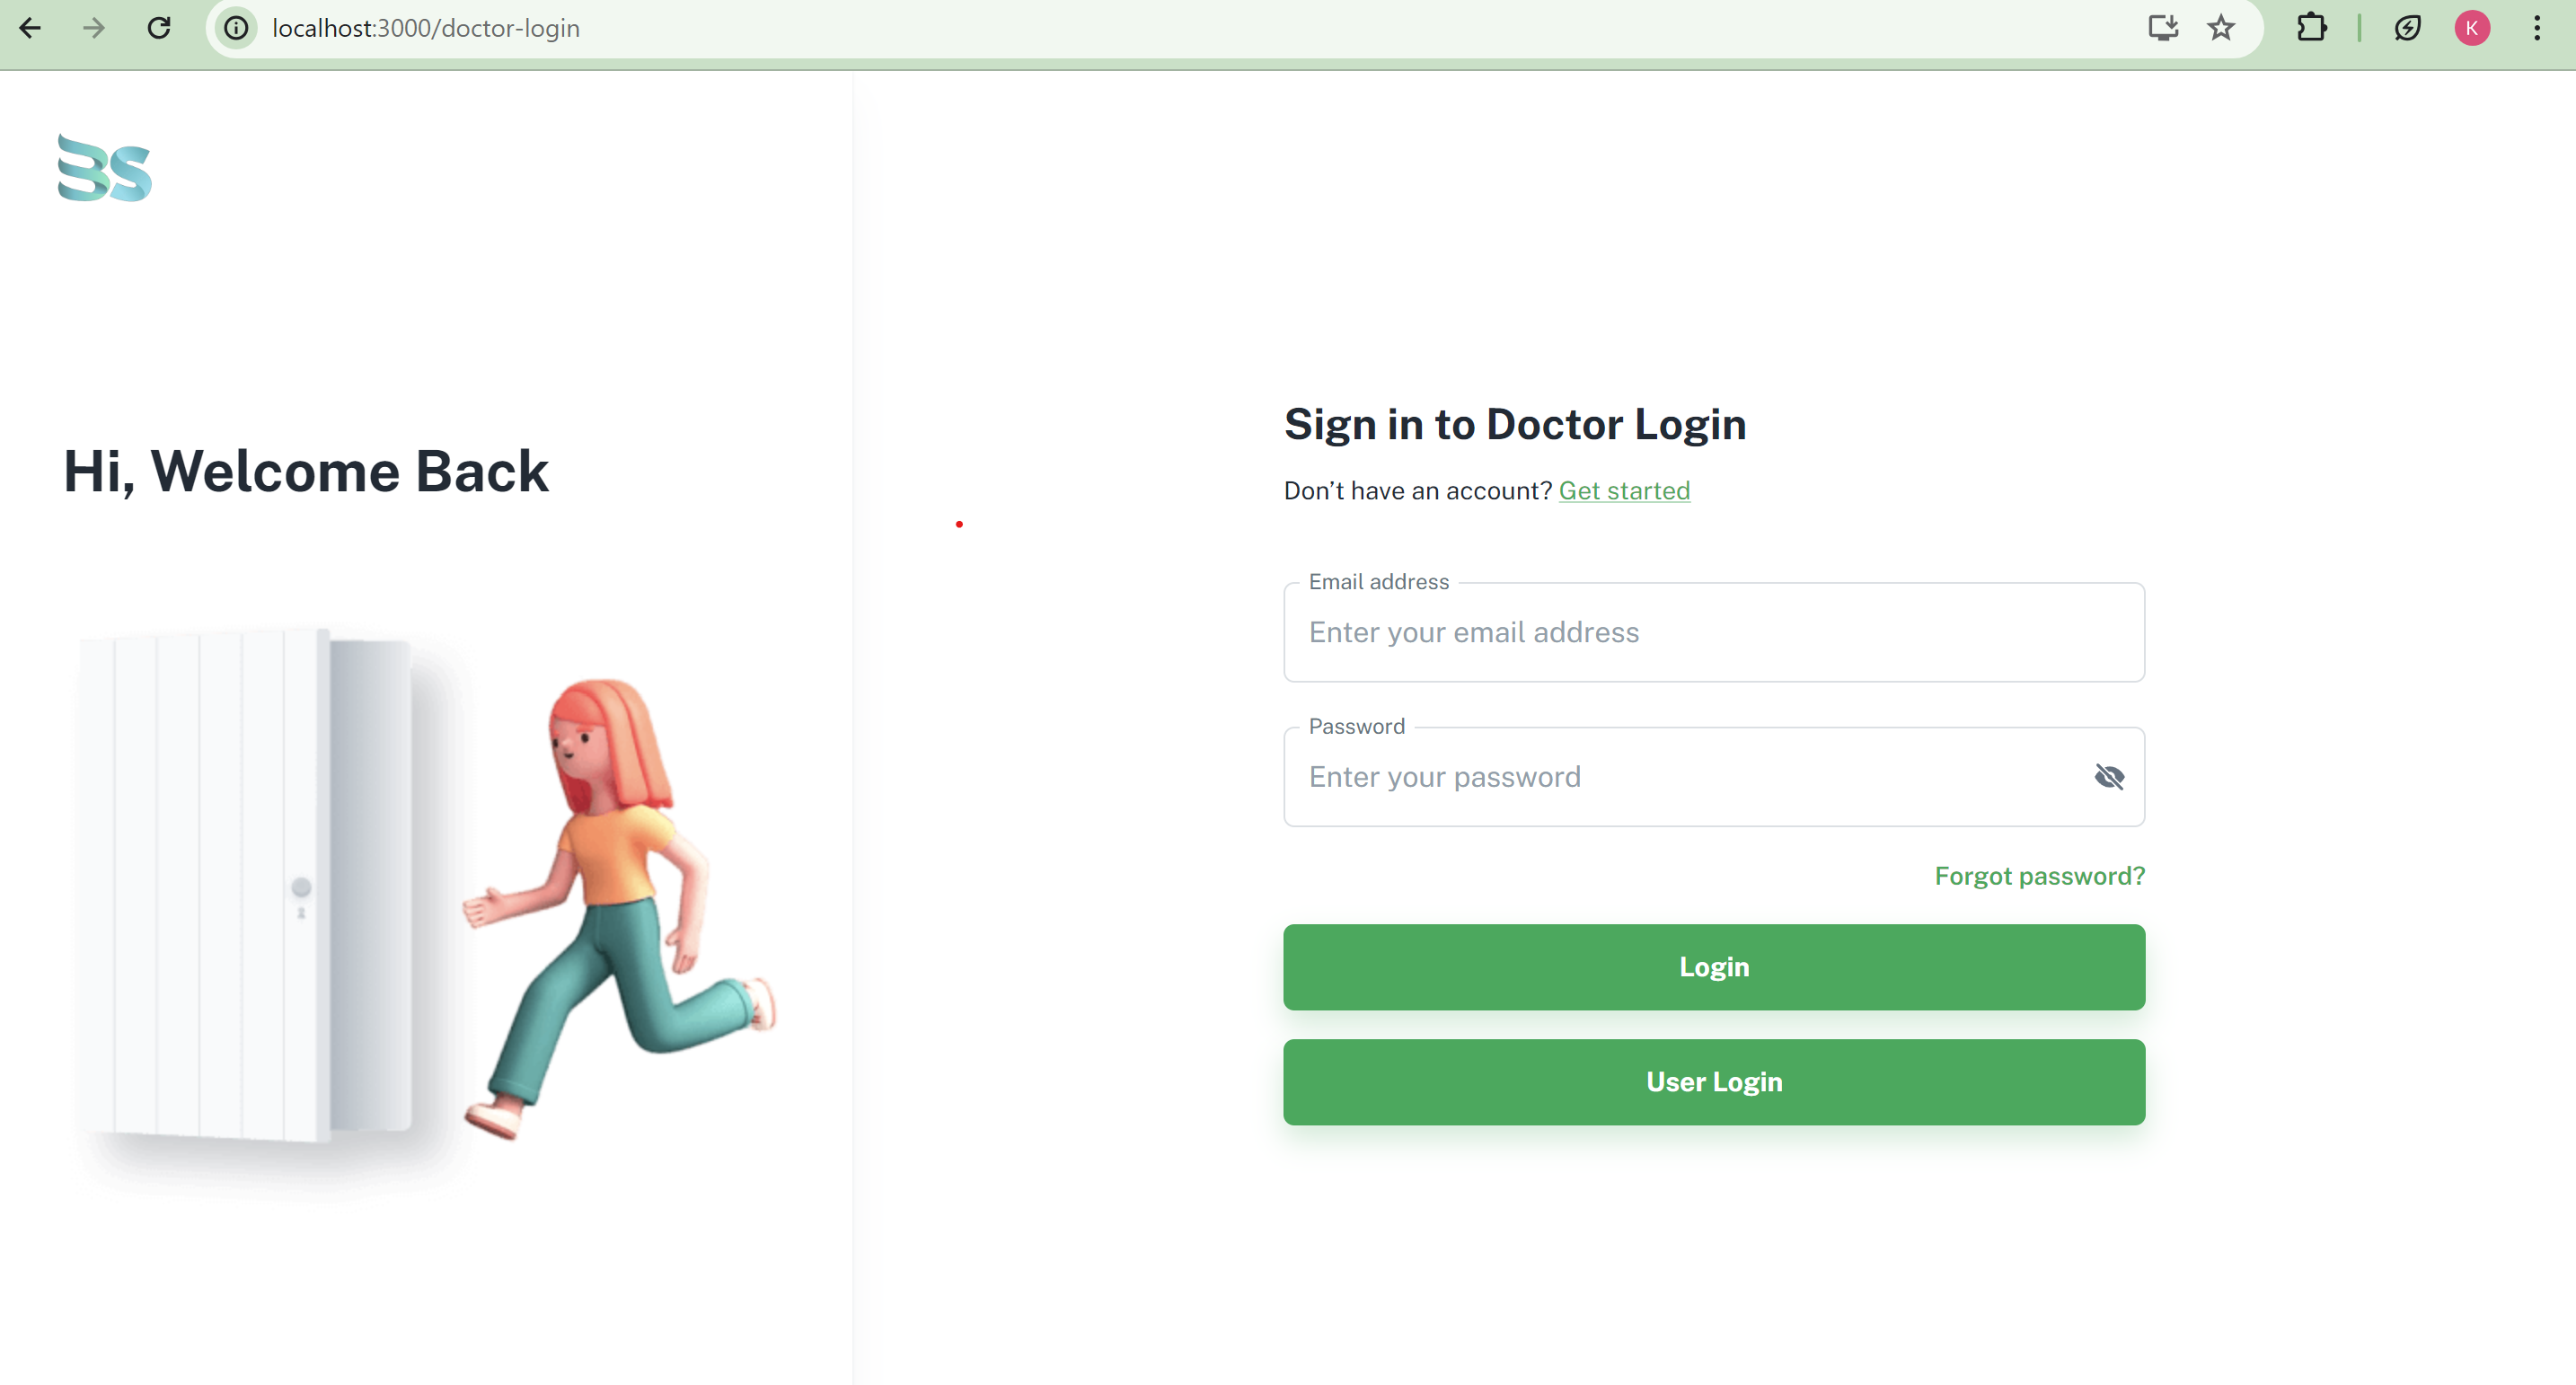 localhost:3000/doctor-login
K
BS
Hi, Welcome Back
Sign in to Doctor Login
Don’t have an account? Get started
Email address
Enter your email address
Password
Enter your password
Forgot password?
Login
User Login